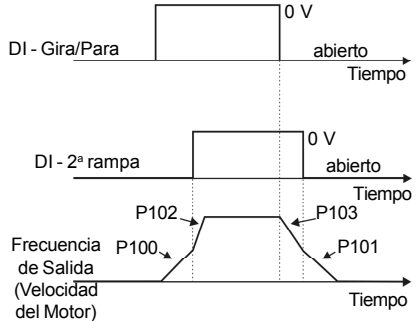 0 V
DI - Gira/Para
abierto
Tiempo
0 V
DI - 2ª rampa
abierto
Tiempo
P102
P103
P100
P101
Frecuencia
de Salida
(Velocidad
del Motor)
Tiempo